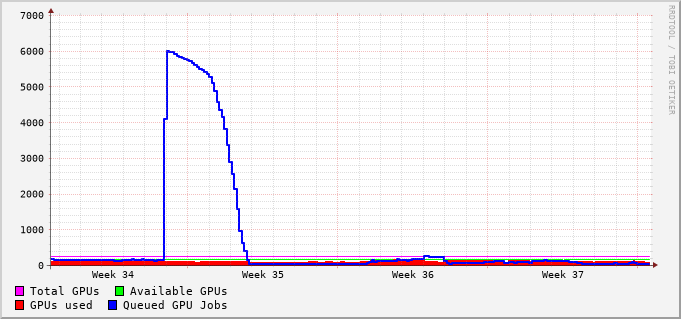 7000
6000
5000
4000
3000
2000
1000
0
Week 34 Week 35 Week 36 Week 37
Total GPUs Available GPUs
GPUs used Queued GPU Jobs
RRDTOOL / TOBI OETIKER